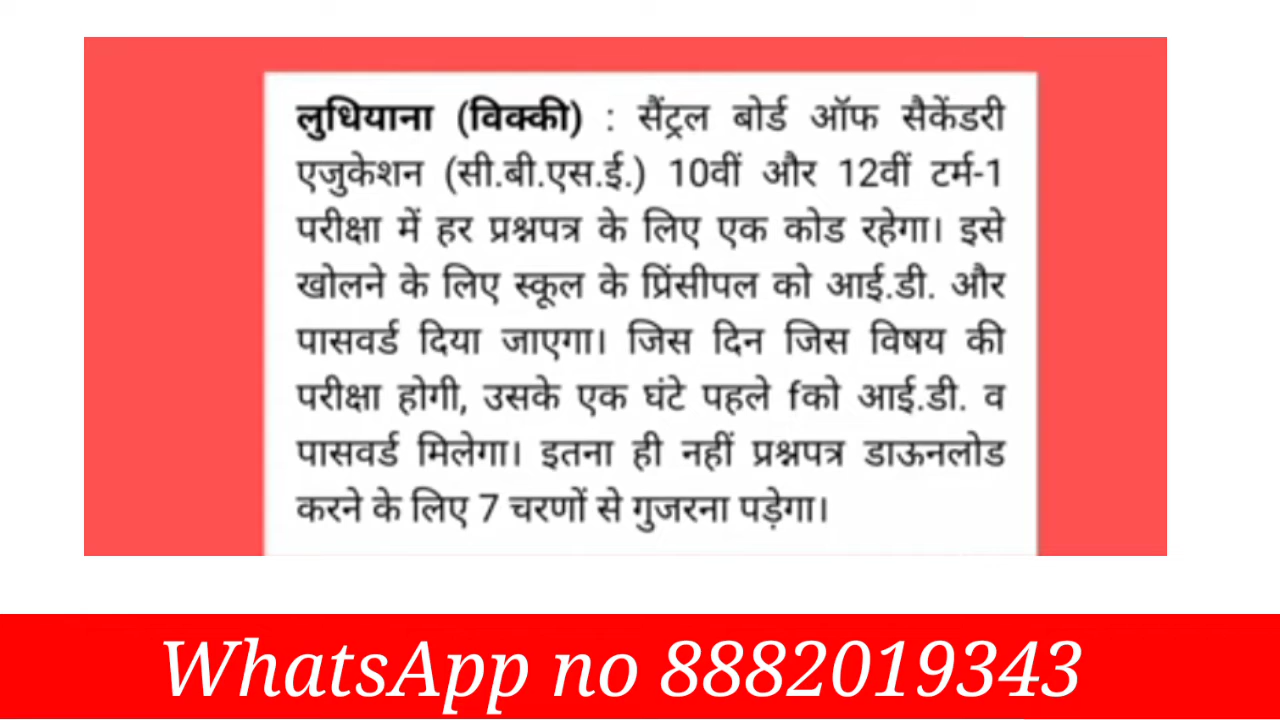 लुधियाना (विक्की) : सैंट्रल बोर्ड ऑफ सैकेंडरी
एजुकेशन (सी.बी.एस.ई.) 10वीं और 12वीं टर्म-1
परीक्षा में हर प्रश्नपत्र के लिए एक कोड रहेगा। इसे
खोलने के लिए स्कूल के प्रिंसीपल को आई.डी. और
पासवर्ड दिया जाएगा। जिस दिन जिस विषय की
परीक्षा होगी, उसके एक घंटे पहले fको आई.डी. व
पासवर्ड मिलेगा। इतना ही नहीं प्रश्नपत्र डाऊनलोड
करने के लिए 7 चरणों से गुजरना पड़ेगा।
WhatsApp no 8882019343